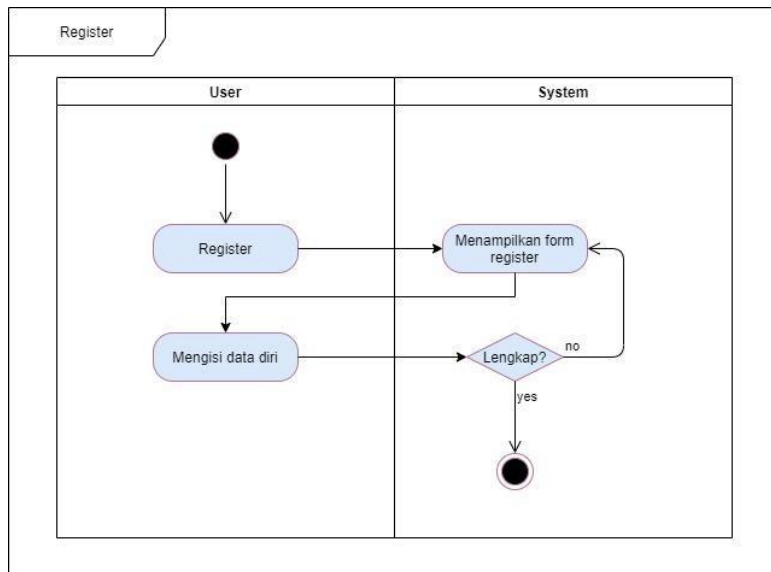 Register
User
System
Register
Menampilkan form
register
Mengisi data diri
Lengkap?
no
yes